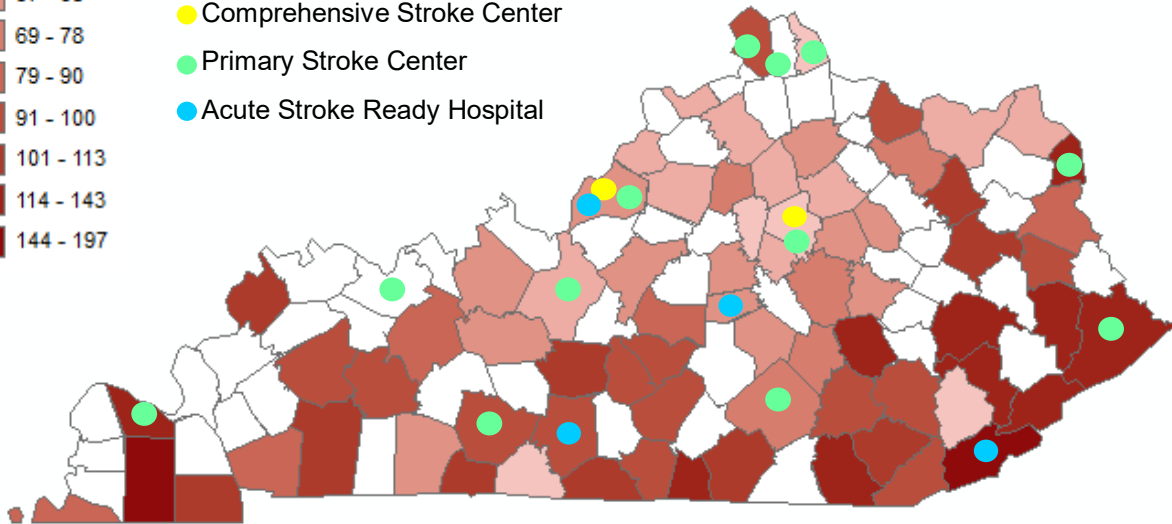 69 - 78
79 - 90
91 - 100
101 - 113
114 - 143
144 - 197
Comprehensive Stroke Center
Primary Stroke Center
Acute Stroke Ready Hospital